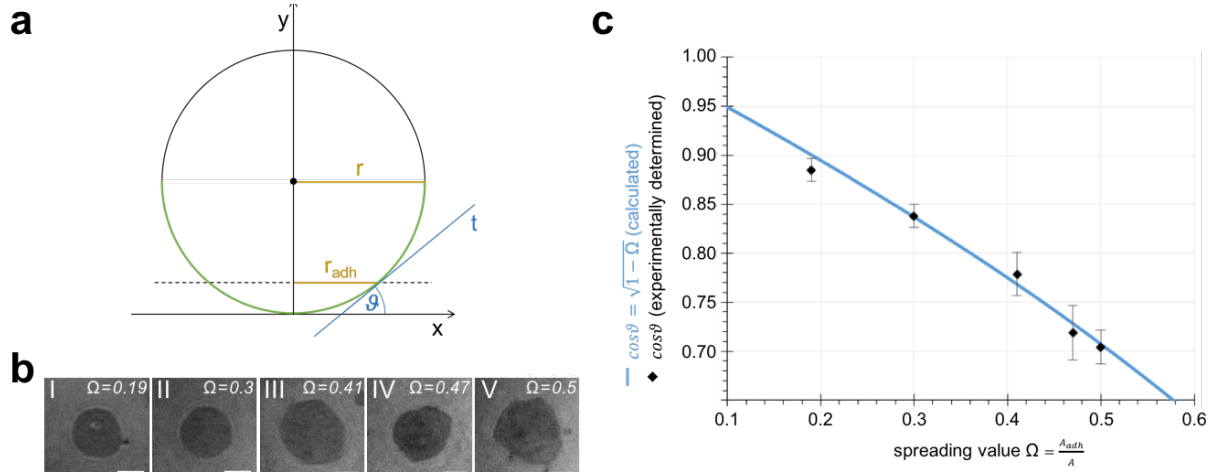 a
y
r
t
r_adh
ϑ
x
b
I Ω=0.19
II Ω=0.3
III Ω=0.41
IV Ω=0.47
V Ω=0.5
c
cosϑ = √1 − Ω (calculated)
cosϑ (experimentally determined)
1.00
0.95
0.90
0.85
0.80
0.75
0.70
0.1 0.2 0.3 0.4 0.5 0.6
spreading value Ω = A_adh/A